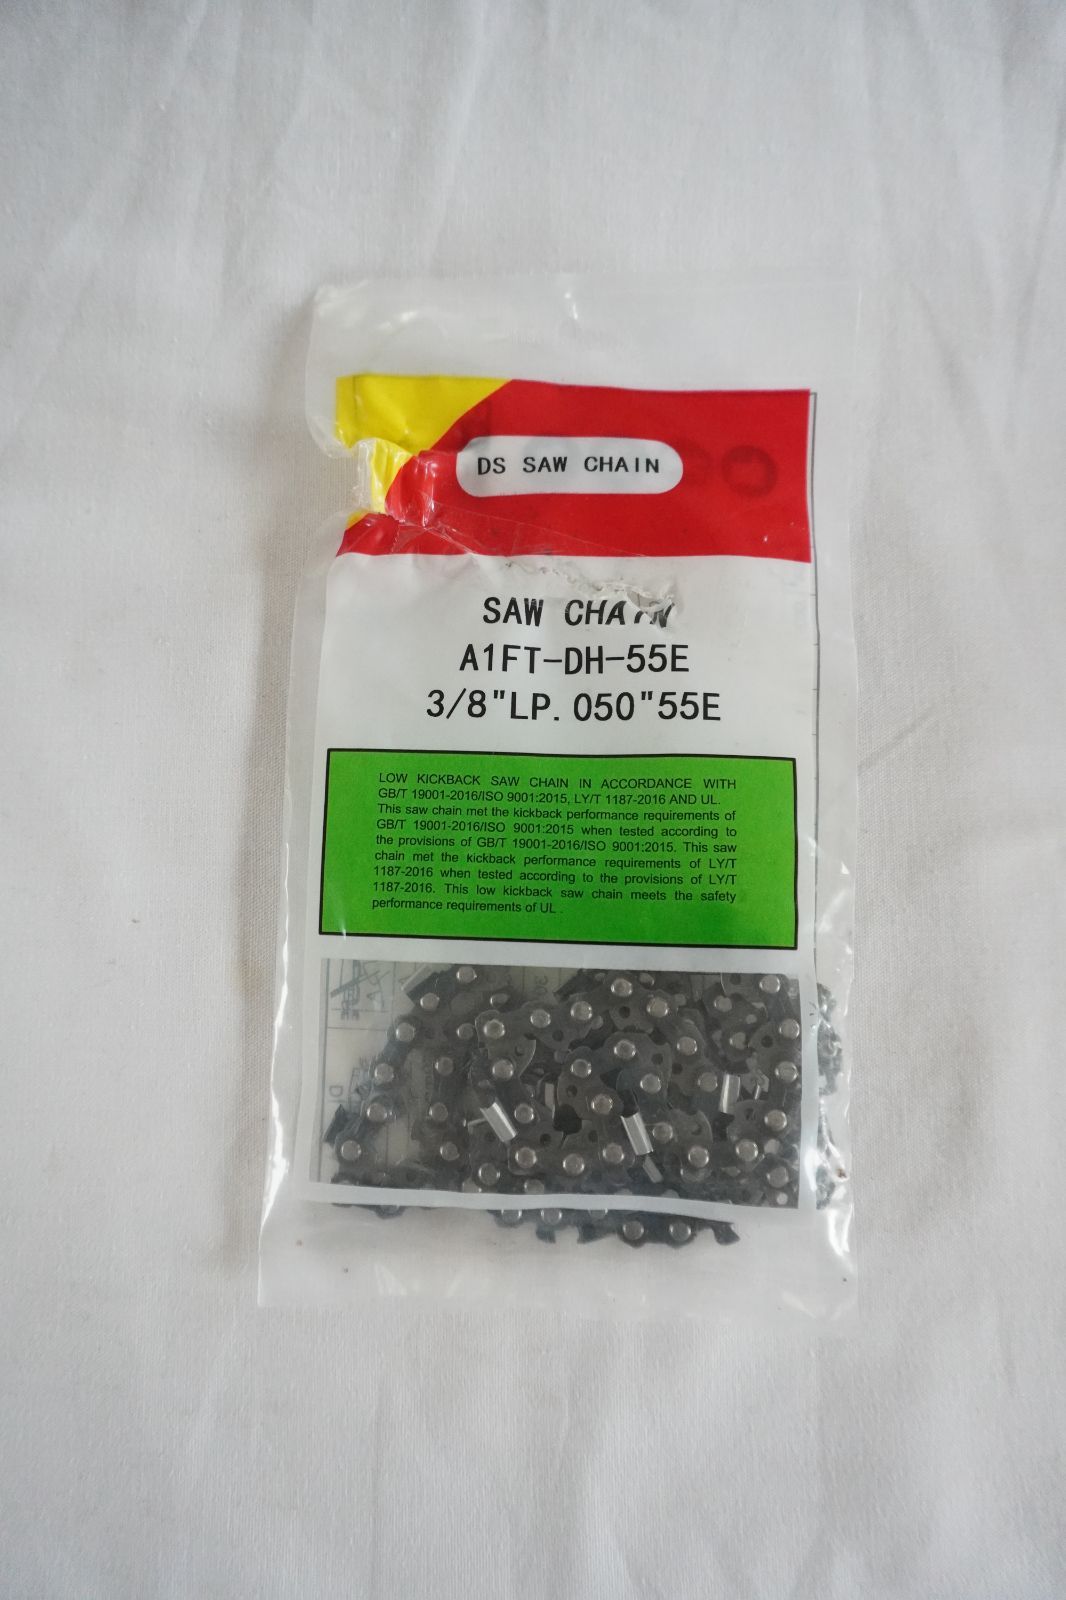 DS SAW CHAIN
SAW CHAIN
A1FT-DH-55E
3/8"LP. 050"55E
LOW KICKBACK SAW CHAIN IN ACCORDANCE WITH
GB/T 19001-2016/ISO 9001:2015, LY/T 1187-2016 AND UL.
This saw chain met the kickback performance requirements of
GB/T 19001-2016/ISO 9001:2015 when tested according to
the provisions of GB/T 19001-2016/ISO 9001:2015. This saw
chain met the kickback performance requirements of LY/T
1187-2016 when tested according to the provisions of LY/T
1187-2016. This low kickback saw chain meets the safety
performance requirements of UL .